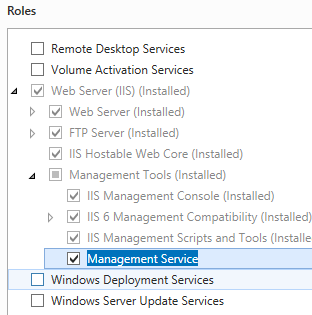 Roles
Remote Desktop Services
Volume Activation Services
Web Server (IIS) (Installed)
Web Server (Installed)
FTP Server (Installed)
IIS Hostable Web Core (Installed)
Management Tools (Installed)
IIS Management Console (Installed)
IIS 6 Management Compatibility (Installed)
IIS Management Scripts and Tools (Installe
Management Service
Windows Deployment Services
Windows Server Update Services